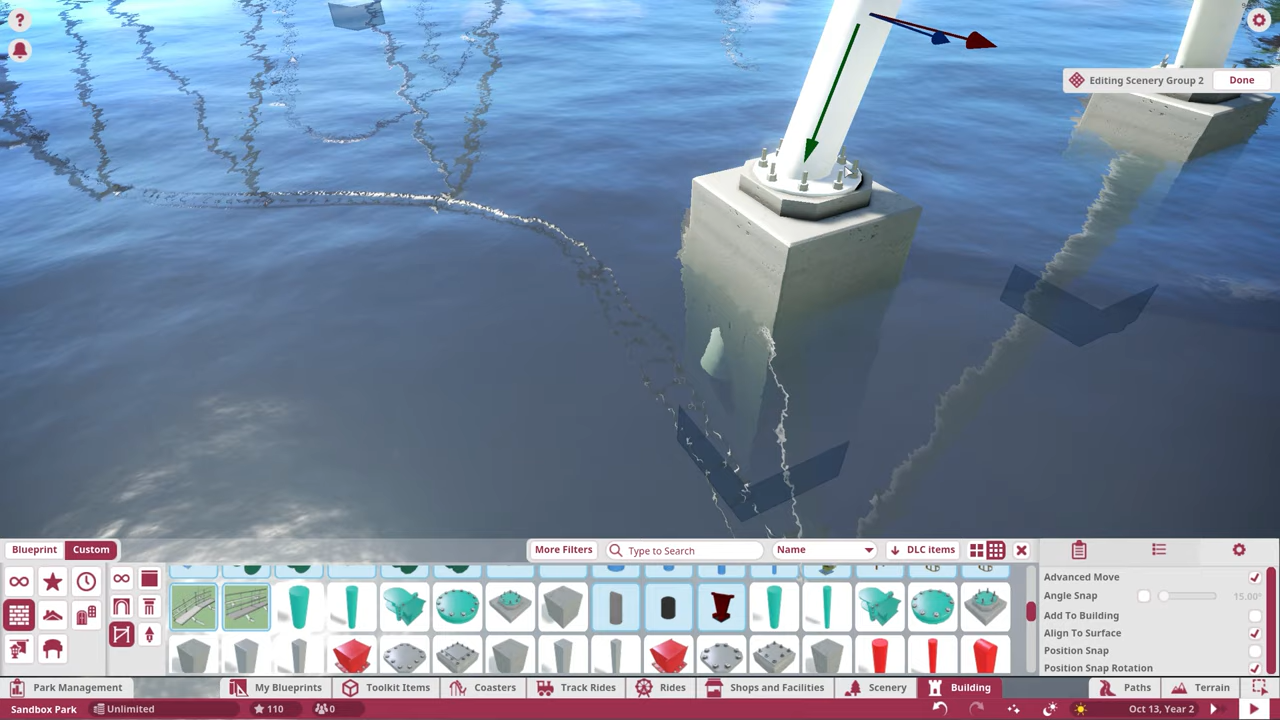 ?
Editing Scenery Group 2 Done
Blueprint Custom More Filters Type to Search Name DLC items
Advanced Move
Angle Snap 15.00°
Add To Building
Align To Surface
Position Snap
Position Snap Rotation
Park Management My Blueprints Toolkit Items Coasters Track Rides Rides Shops and Facilities Scenery Building Paths Terrain
Sandbox Park Unlimited 110 0 Oct 13, Year 2